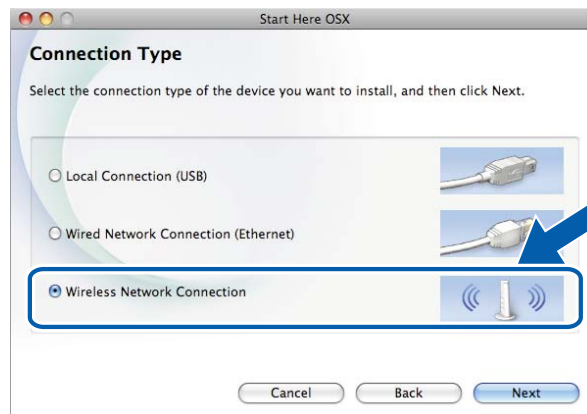 Start Here OSX
Connection Type
Select the connection type of the device you want to install, and then click Next.
Local Connection (USB)
Wired Network Connection (Ethernet)
Wireless Network Connection
Cancel Back Next